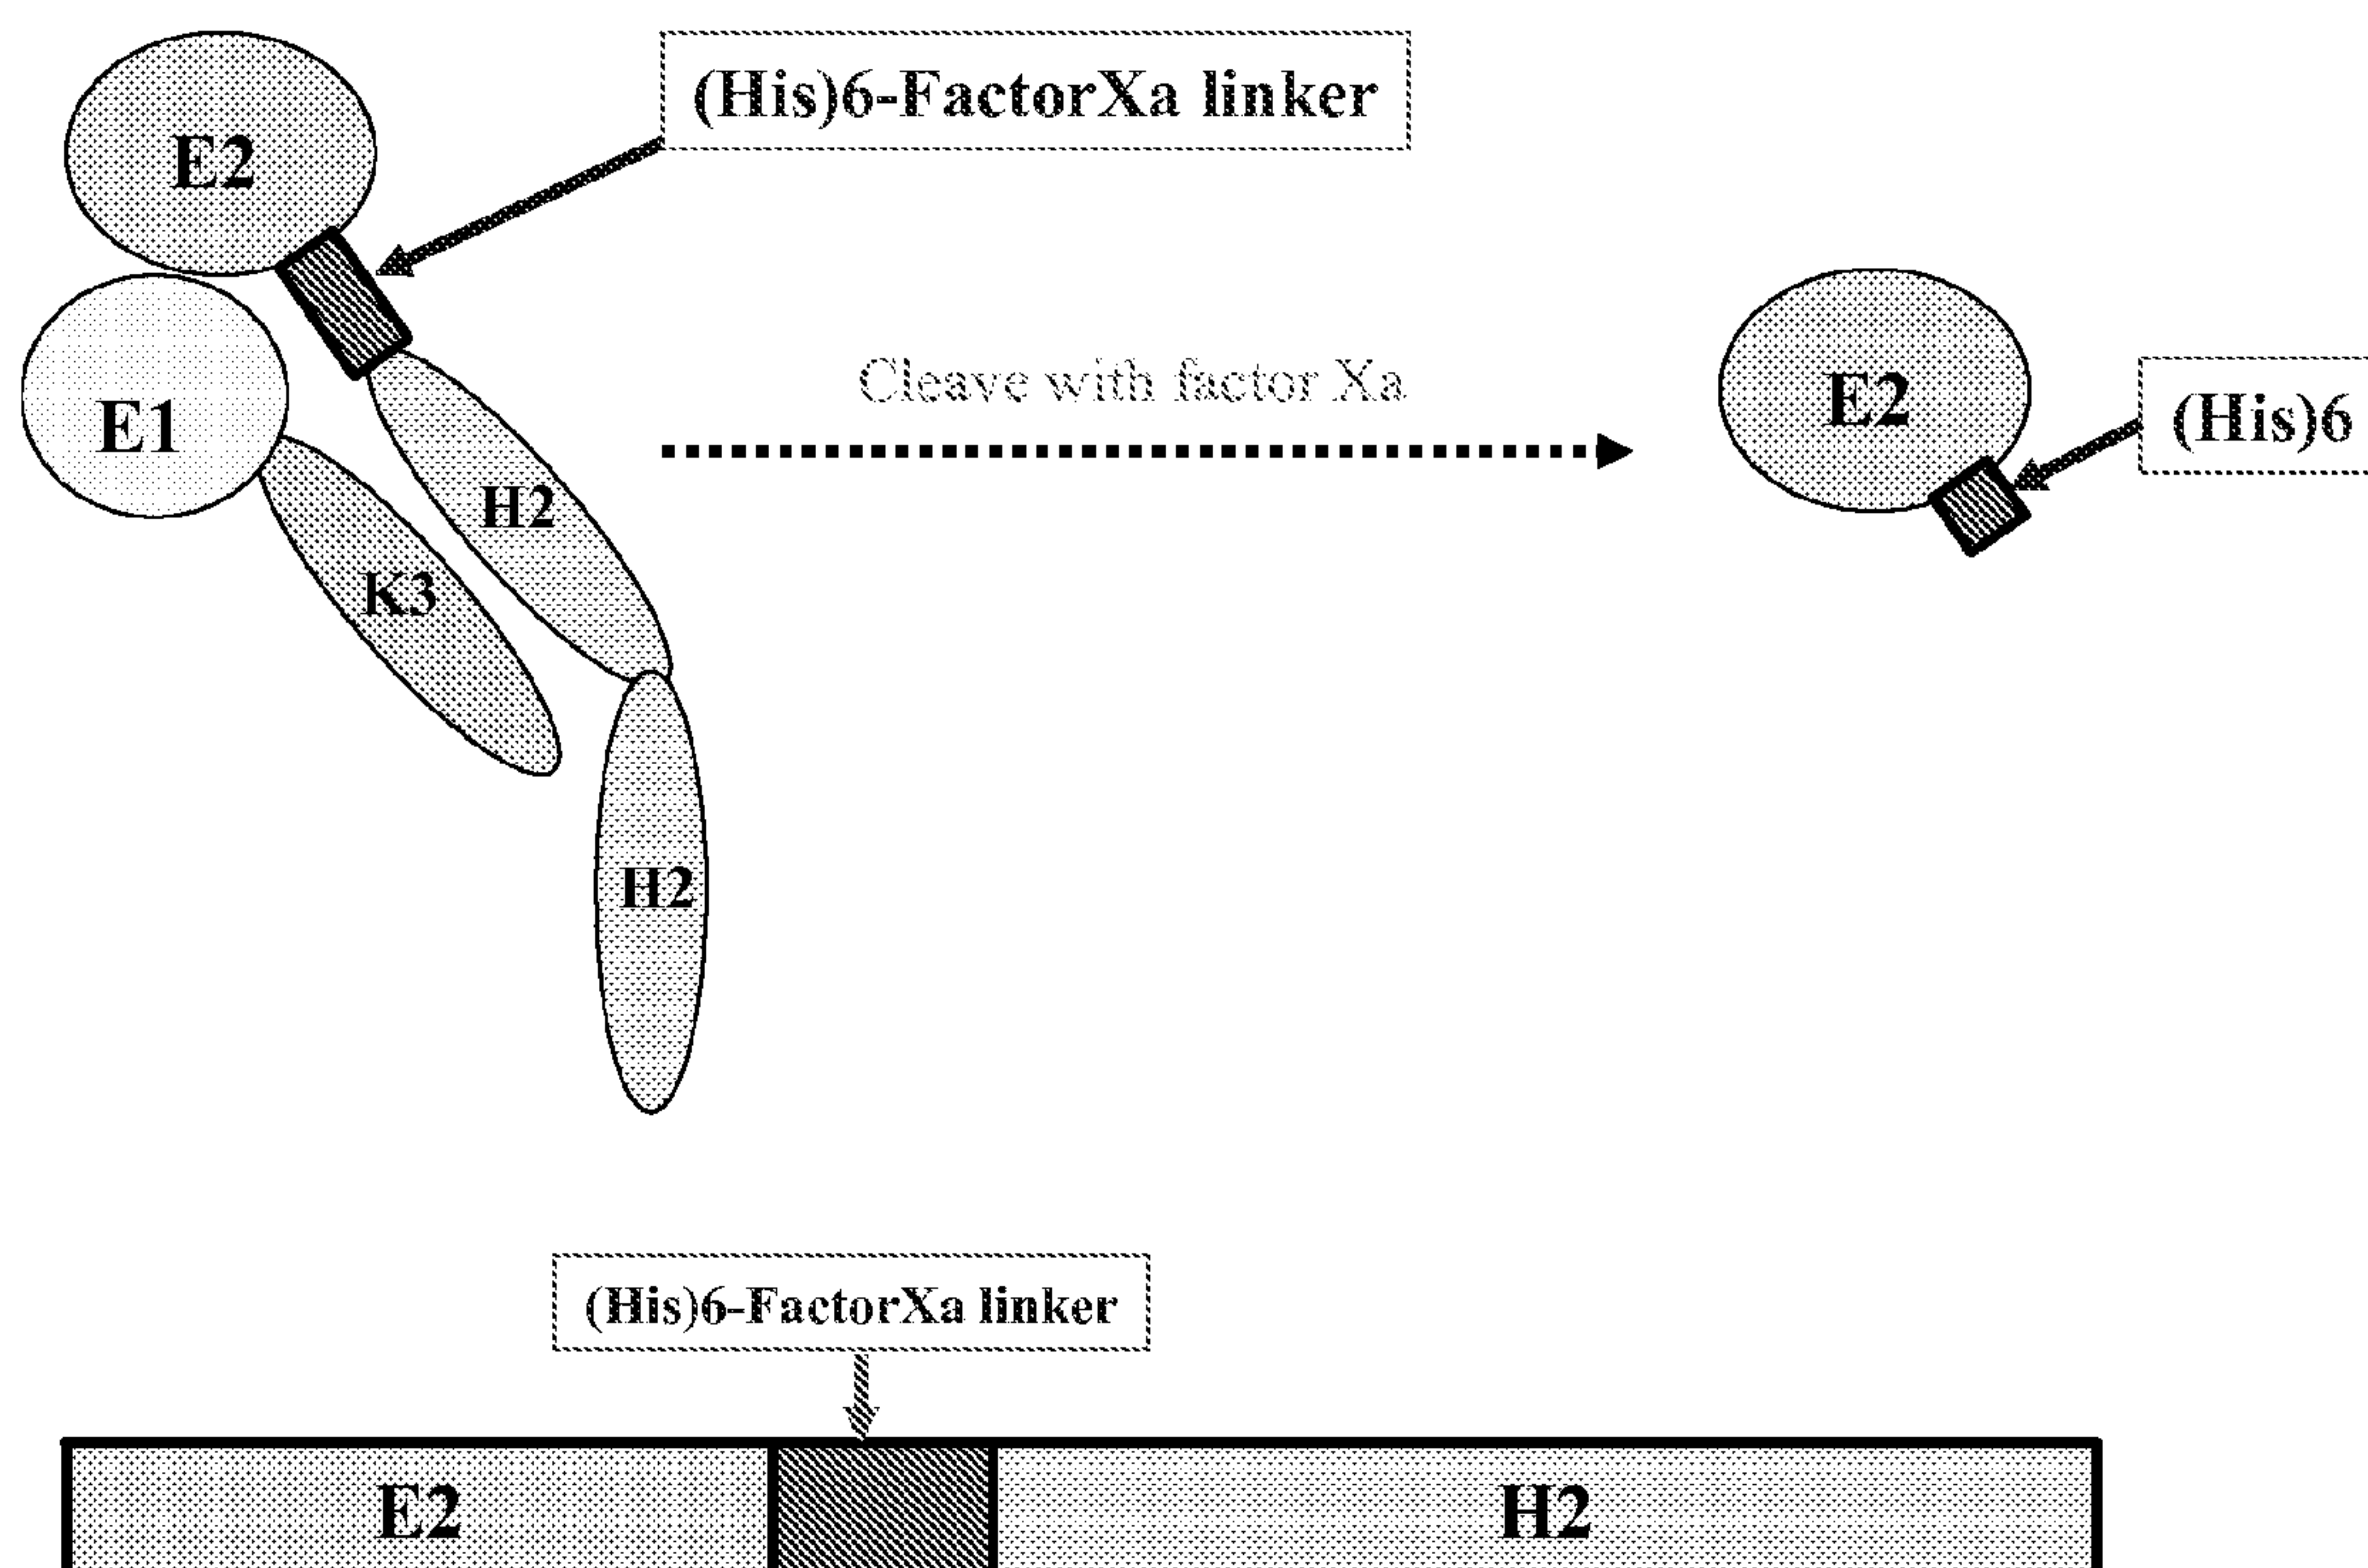 (His)6-FactorXa linker
E2
E1
Cleave with factor Xa
E2
(His)6
H2
K3
H2
(His)6-FactorXa linker
E2
H2